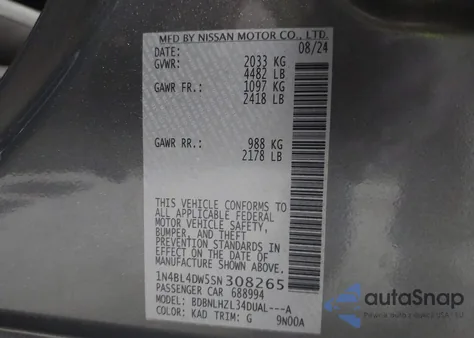 MFD BY NISSAN MOTOR CO., LTD.
DATE: 08/24
GVWR: 2033 KG
4482 LB
GAWR FR.: 1097 KG
2418 LB
GAWR RR.: 988 KG
2178 LB
THIS VEHICLE CONFORMS TO
ALL APPLICABLE FEDERAL
MOTOR VEHICLE SAFETY,
BUMPER, AND THEFT
PREVENTION STANDARDS IN
EFFECT ON THE DATE OF
MANUFACTURE SHOWN ABOVE.
1N4BL4DW5SN308265
PASSENGER CAR 688994
MODEL: BDBNLHZL34DUAL---A
COLOR: KAD TRIM: G 9N00A
autoSnap